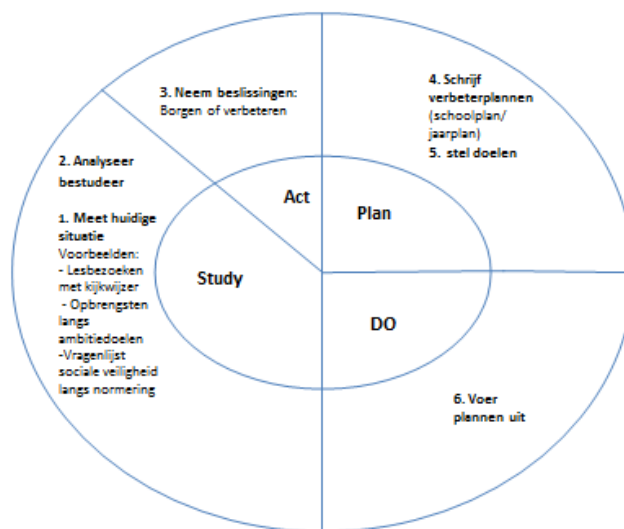 3. Neem beslissingen:
Borgen of verbeteren
4. Schrijf
verbeterplannen
(schoolplan/
jaarplan)
5. stel doelen
2. Analyseer
bestudeer
1. Meet huidige
situatie
Voorbeelden:
- Lesbezoeken
met kijkwijzer
- Opbrengsten
langs
ambitiedoelen
-Vragenlijst
sociale veiligheid
langs normering
Act
Plan
Study
DO
6. Voer
plannen uit